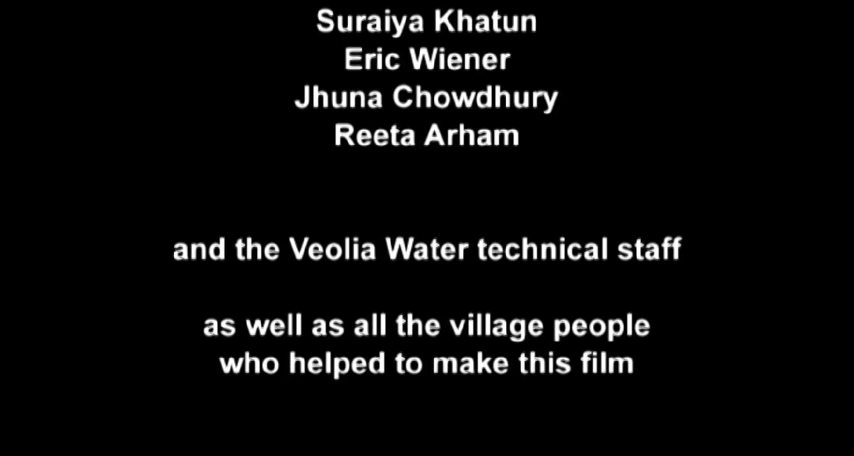 Suraiya Khatun
Eric Wiener
Jhuna Chowdhury
Reeta Arham
and the Veolia Water technical staff
as well as all the village people
who helped to make this film